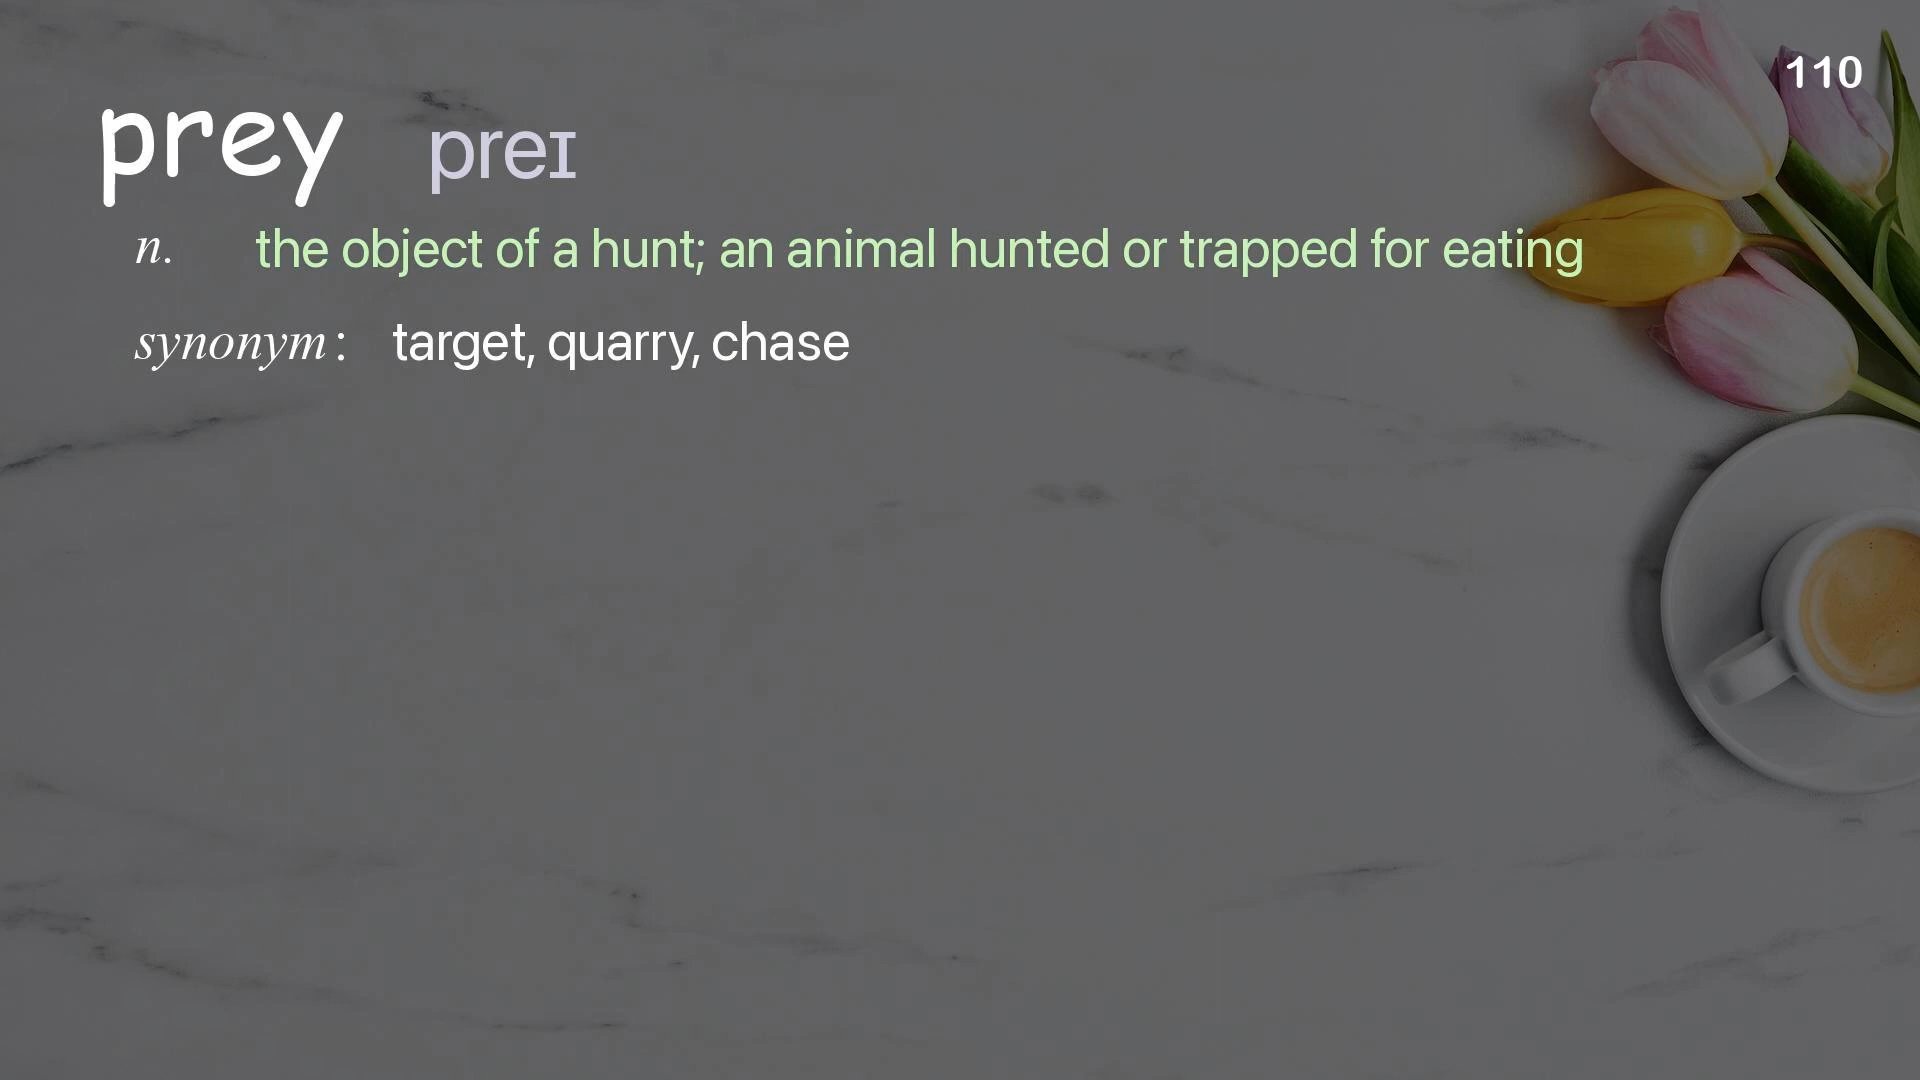 110
prey preɪ
n. the object of a hunt; an animal hunted or trapped for eating
synonym: target, quarry, chase